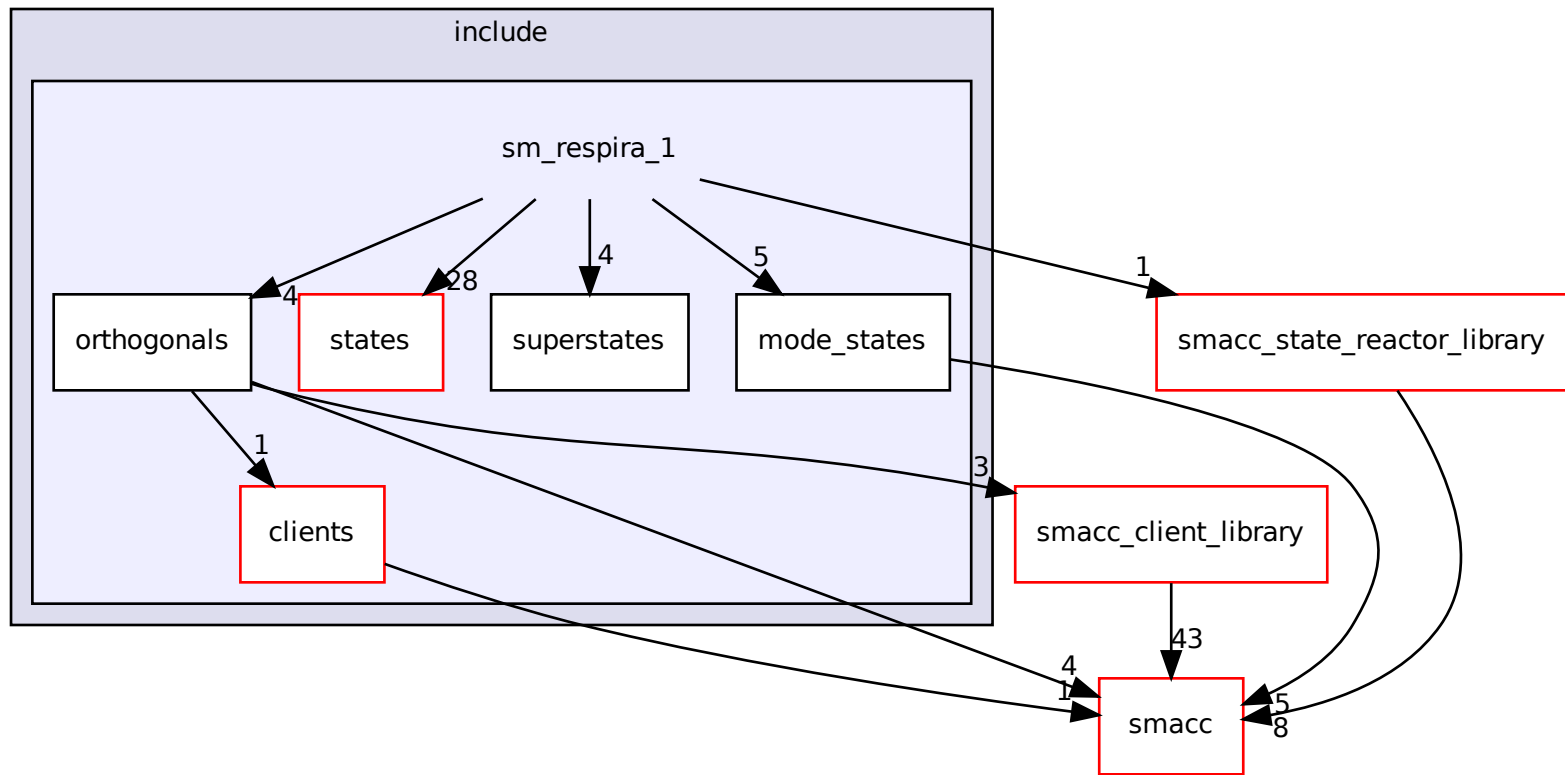 include
sm_respira_1
4
28
4
5
1
orthogonals
states
superstates
mode_states
smacc_state_reactor_library
1
3
clients
smacc_client_library
43
4
1
5
8
smacc